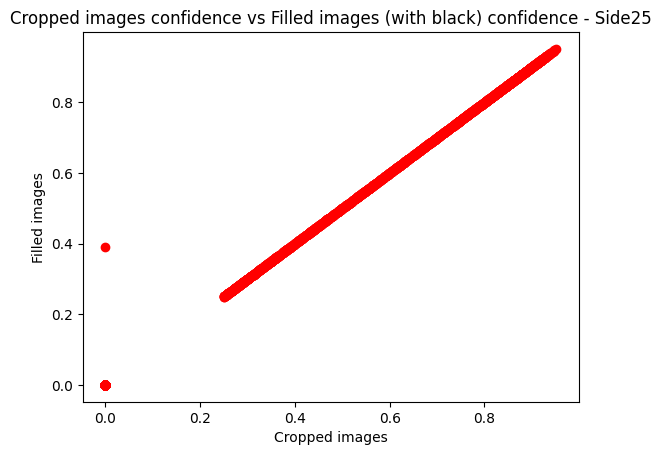 Cropped images confidence vs Filled images (with black) confidence - Side25
0.8
0.6
0.4
0.2
0.0
Filled images
0.0 0.2 0.4 0.6 0.8
Cropped images